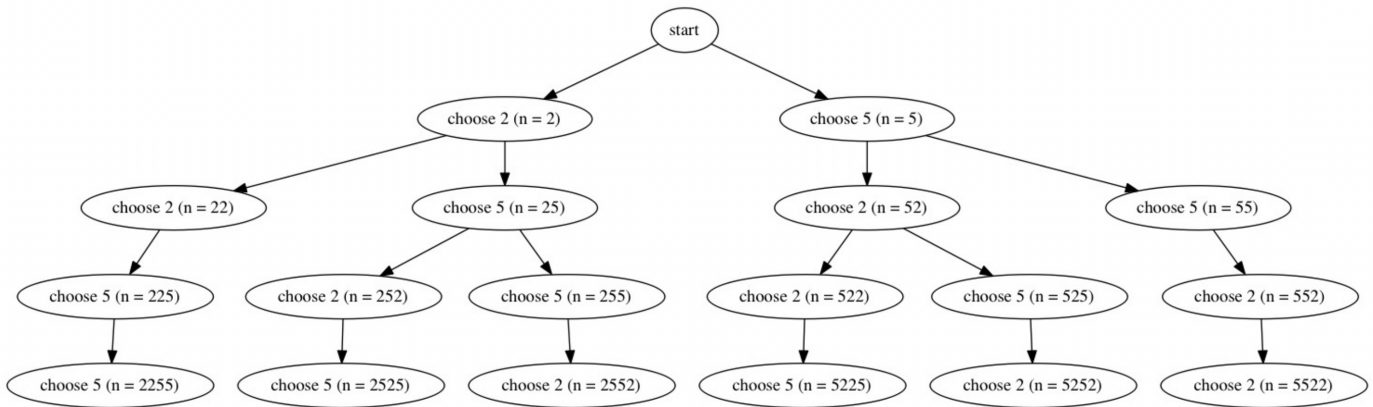 start
choose 2 (n = 2)
choose 5 (n = 5)
choose 2 (n = 22)
choose 5 (n = 25)
choose 2 (n = 52)
choose 5 (n = 55)
choose 5 (n = 225)
choose 2 (n = 252)
choose 5 (n = 255)
choose 2 (n = 522)
choose 5 (n = 525)
choose 2 (n = 552)
choose 5 (n = 2255)
choose 5 (n = 2525)
choose 2 (n = 2552)
choose 5 (n = 5225)
choose 2 (n = 5252)
choose 2 (n = 5522)